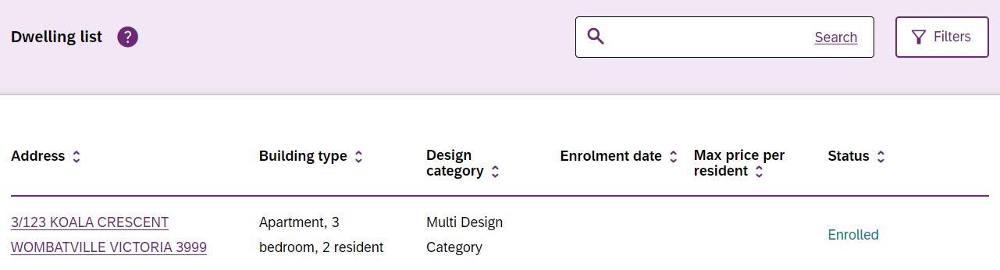 Dwelling list ?
Search
Filters
Address
Building type
Design
category
Enrolment date
Max price per
resident
Status
3/123 KOALA CRESCENT
WOMBATVILLE VICTORIA 3999
Apartment, 3
bedroom, 2 resident
Multi Design
Category
Enrolled